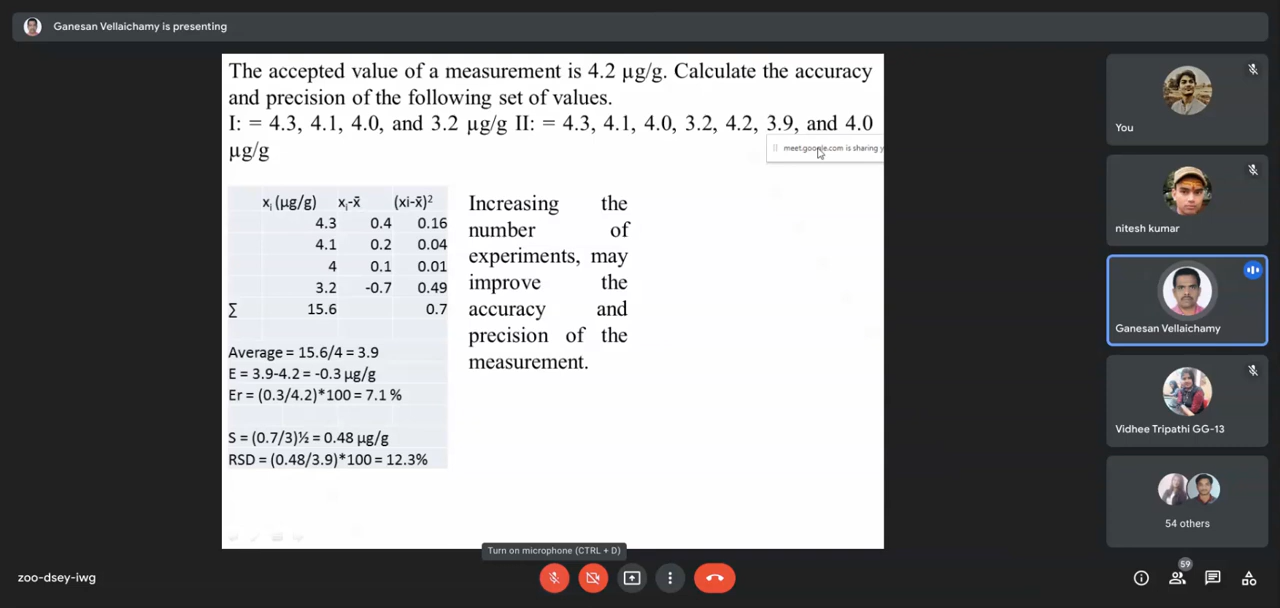 Ganesan Vellaichamy is presenting
The accepted value of a measurement is 4.2 µg/g. Calculate the accuracy
and precision of the following set of values.
I: = 4.3, 4.1, 4.0, and 3.2 µg/g II: = 4.3, 4.1, 4.0, 3.2, 4.2, 3.9, and 4.0
µg/g
meet.google.com is sharing y
xᵢ (µg/g) xᵢ-x̄ (xi-x̄)²
4.3 0.4 0.16
4.1 0.2 0.04
4 0.1 0.01
3.2 -0.7 0.49
∑ 15.6 0.7
Average = 15.6/4 = 3.9
E = 3.9-4.2 = -0.3 µg/g
Er = (0.3/4.2)*100 = 7.1 %
S = (0.7/3)½ = 0.48 µg/g
RSD = (0.48/3.9)*100 = 12.3%
Increasing the
number of
experiments, may
improve the
accuracy and
precision of the
measurement.
You
nitesh kumar
Ganesan Vellaichamy
Vidhee Tripathi GG-13
54 others
Turn on microphone (CTRL + D)
zoo-dsey-iwg
59